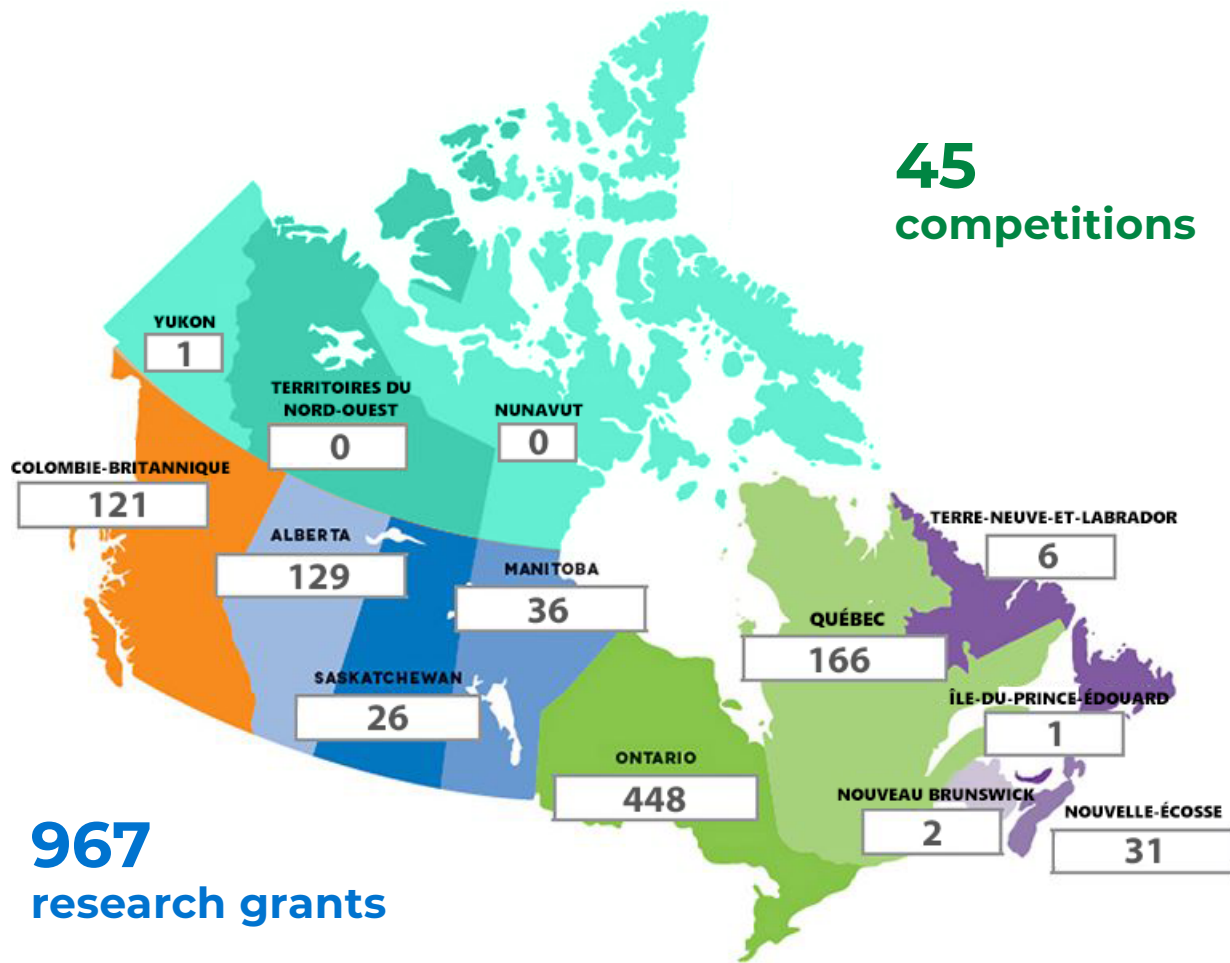 45
competitions
YUKON
1
TERRITOIRES DU
NORD-OUEST
0
NUNAVUT
0
COLOMBIE-BRITANNIQUE
121
ALBERTA
129
MANITOBA
36
SASKATCHEWAN
26
ONTARIO
448
QUÉBEC
166
TERRE-NEUVE-ET-LABRADOR
6
ÎLE-DU-PRINCE-ÉDOUARD
1
NOUVEAU BRUNSWICK
2
NOUVELLE-ÉCOSSE
31
967
research grants